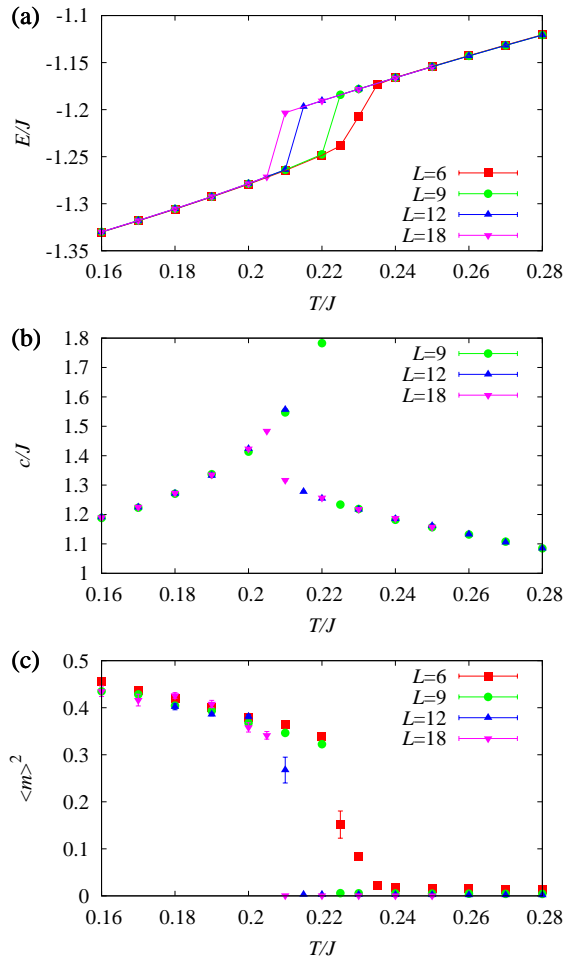 (a)
-1.1
-1.15
-1.2
-1.25
-1.3
-1.35
E/J
L=6
L=9
L=12
L=18
0.16 0.18 0.2 0.22 0.24 0.26 0.28
T/J
(b)
1.8
1.7
1.6
1.5
1.4
1.3
1.2
1.1
1
c/J
L=9
L=12
L=18
0.16 0.18 0.2 0.22 0.24 0.26 0.28
T/J
(c)
0.5
0.4
0.3
0.2
0.1
0
<m>²
L=6
L=9
L=12
L=18
0.16 0.18 0.2 0.22 0.24 0.26 0.28
T/J